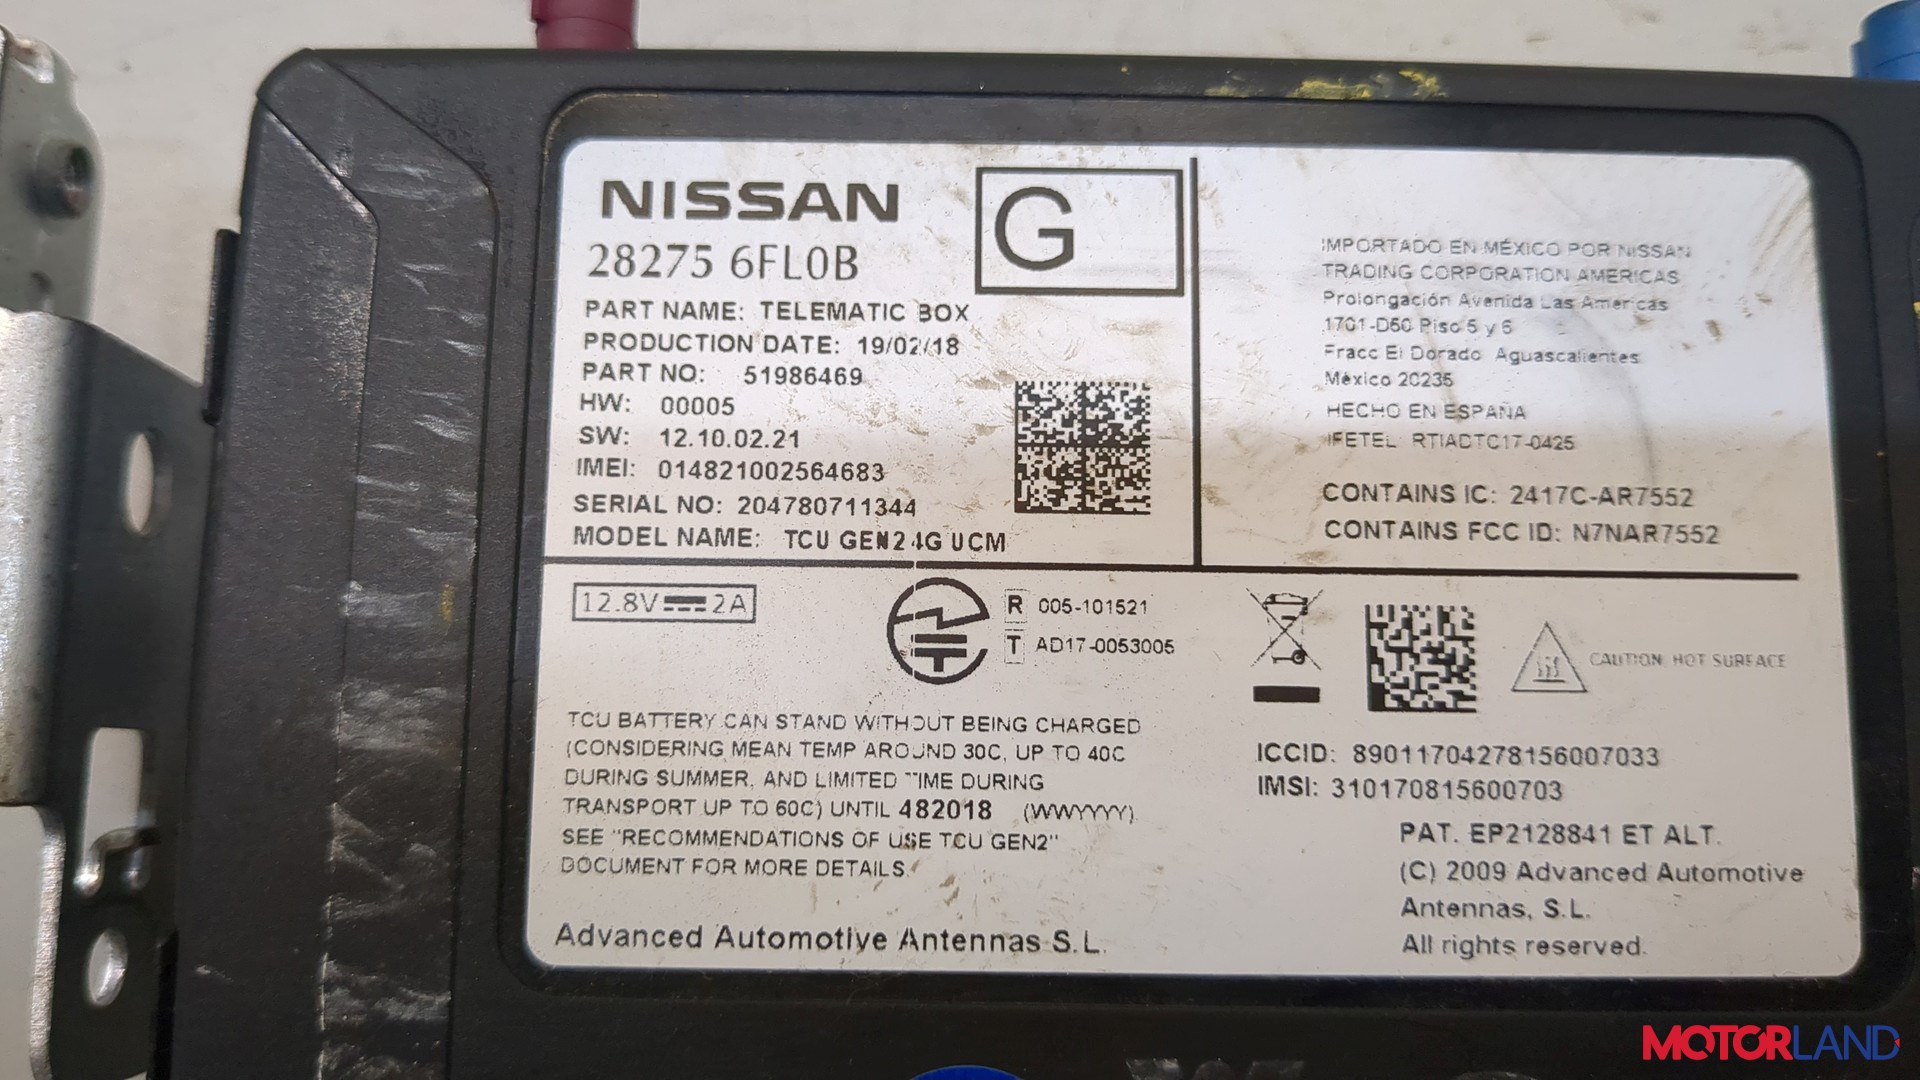 NISSAN
28275 6FL0B
G
PART NAME: TELEMATIC BOX
PRODUCTION DATE: 19/02/18
PART NO: 51986469
HW: 00005
SW: 12.10.02.21
IMEI: 014821002564683
SERIAL NO: 204780711344
MODEL NAME: TCU GEN2 4G UCM
IMPORTADO EN MÉXICO POR NISSAN
TRADING CORPORATION AMERICAS
Prolongación Avenida Las Americas
1701-D50 Piso 5 y 6
Fracc El Dorado Aguascalientes
México 20235
HECHO EN ESPAÑA
IFETEL: RTIADTC17-0425
CONTAINS IC: 2417C-AR7552
CONTAINS FCC ID: N7NAR7552
12.8V 2A
R 005-101521
T AD17-0053005
CAUTION: HOT SURFACE
TCU BATTERY CAN STAND WITHOUT BEING CHARGED
(CONSIDERING MEAN TEMP AROUND 30C, UP TO 40C
DURING SUMMER, AND LIMITED TIME DURING
TRANSPORT UP TO 60C) UNTIL 482018 (WWYYYY)
SEE "RECOMMENDATIONS OF USE TCU GEN2"
DOCUMENT FOR MORE DETAILS.
Advanced Automotive Antennas S.L.
ICCID: 89011704278156007033
IMSI: 310170815600703
PAT. EP2128841 ET ALT.
(C) 2009 Advanced Automotive
Antennas, S.L.
All rights reserved.
MOTORLAND